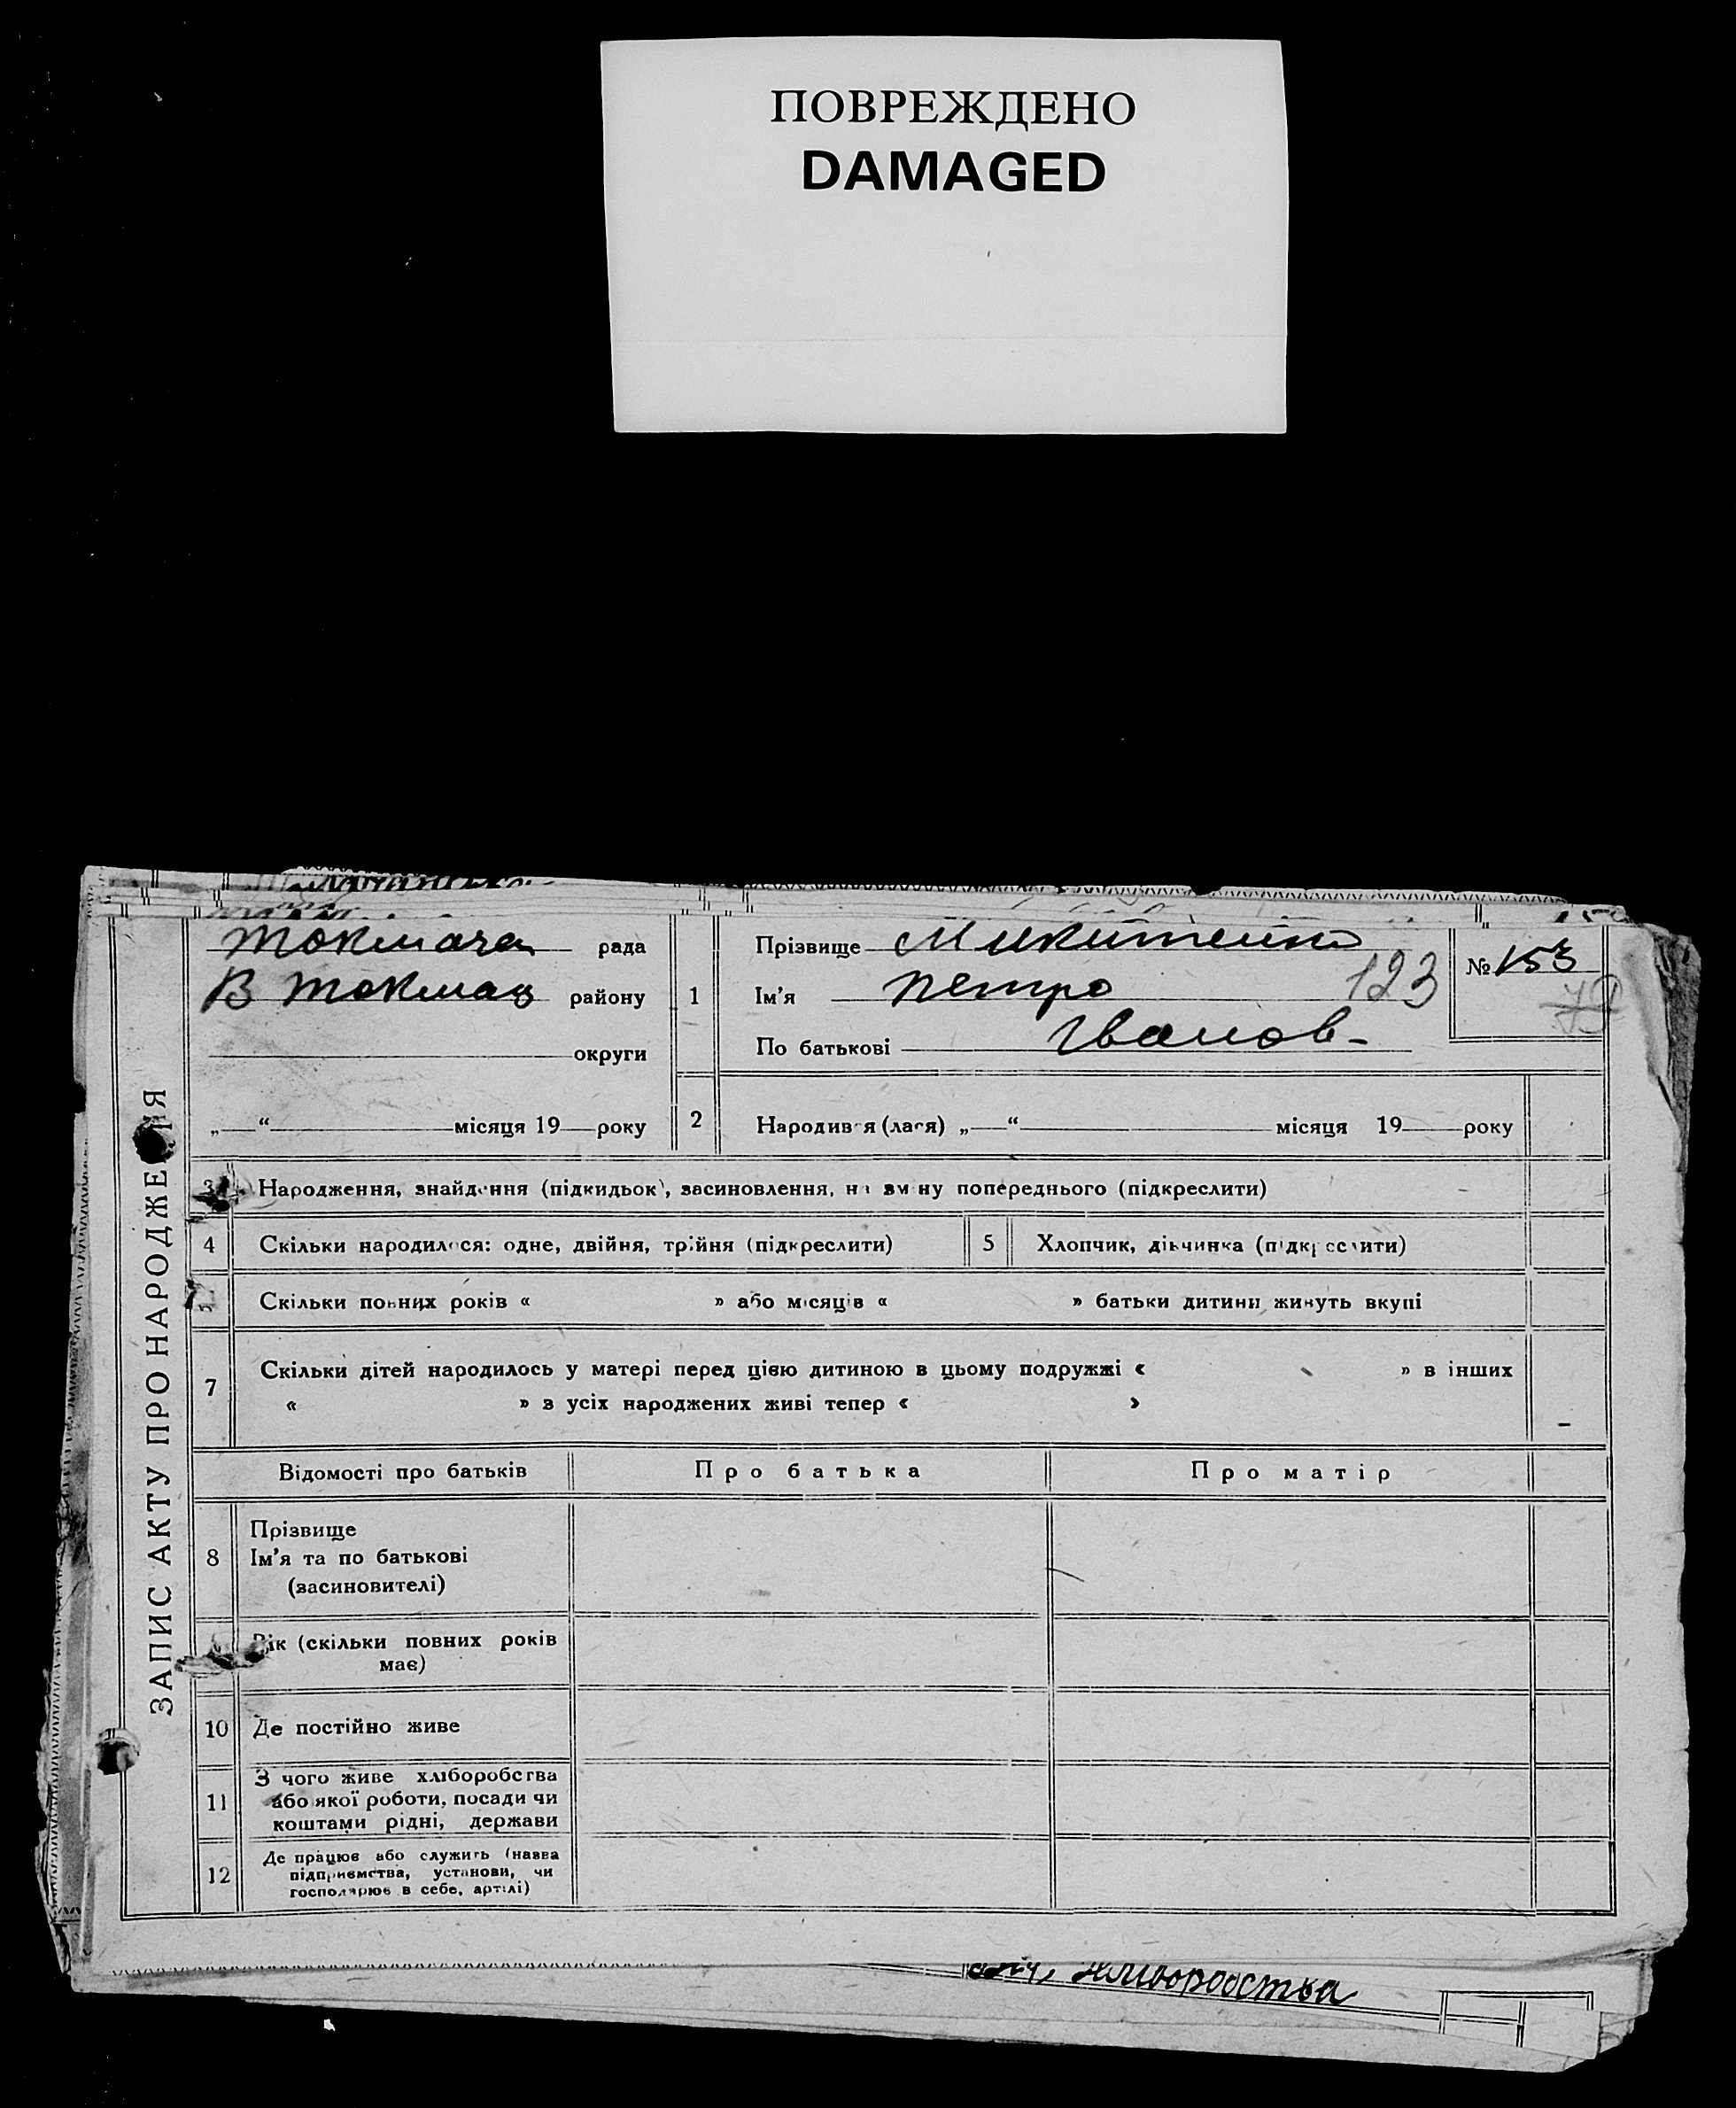 ПОВРЕЖДЕНО
DAMAGED
ЗАПИС АКТУ ПРО НАРОДЖЕННЯ
Токмача рада
В Токмац району
округи
„ “ місяця 19 року
1
Прізвище Микитенко
Ім'я Петро 123
По батькові Іванов-
№ 153
2 Народився (лася) „ “ місяця 19 року
3 Народження, знайдення (підкидьок), засиновлення, на зміну попереднього (підкреслити)
4 Скільки народилося: одне, двійня, трійня (підкреслити) 5 Хлопчик, дівчинка (підкреслити)
Скільки повних років « » або місяців « » батьки дитини живуть вкупі
7 Скільки дітей народилось у матері перед цією дитиною в цьому подружжі « » в інших
« » з усіх народжених живі тепер « »
Відомості про батьків Про батька Про матір
8 Прізвище
Ім'я та по батькові
(засиновителі)
Вік (скільки повних років
має)
10 Де постійно живе
11 З чого живе хліборобства
або якої роботи, посади чи
коштами рідні, держави
12 Де працює або служить (назва
підприємства, установи, чи
господарює в себе, артілі)
хліборобства